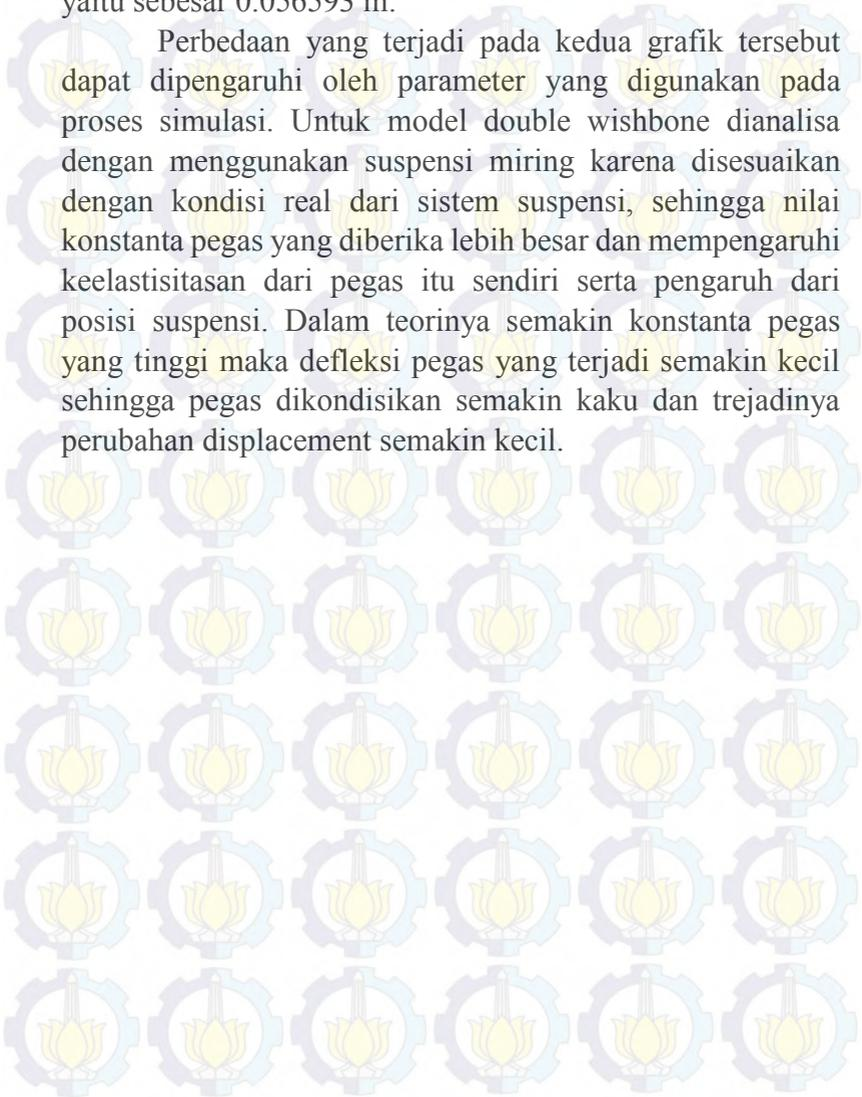 yaitu sebesar 0.056593 m.
Perbedaan yang terjadi pada kedua grafik tersebut
dapat dipengaruhi oleh parameter yang digunakan pada
proses simulasi. Untuk model double wishbone dianalisa
dengan menggunakan suspensi miring karena disesuaikan
dengan kondisi real dari sistem suspensi, sehingga nilai
konstanta pegas yang diberika lebih besar dan mempengaruhi
keelastisitasan dari pegas itu sendiri serta pengaruh dari
posisi suspensi. Dalam teorinya semakin konstanta pegas
yang tinggi maka defleksi pegas yang terjadi semakin kecil
sehingga pegas dikondisikan semakin kaku dan trejadinya
perubahan displacement semakin kecil.